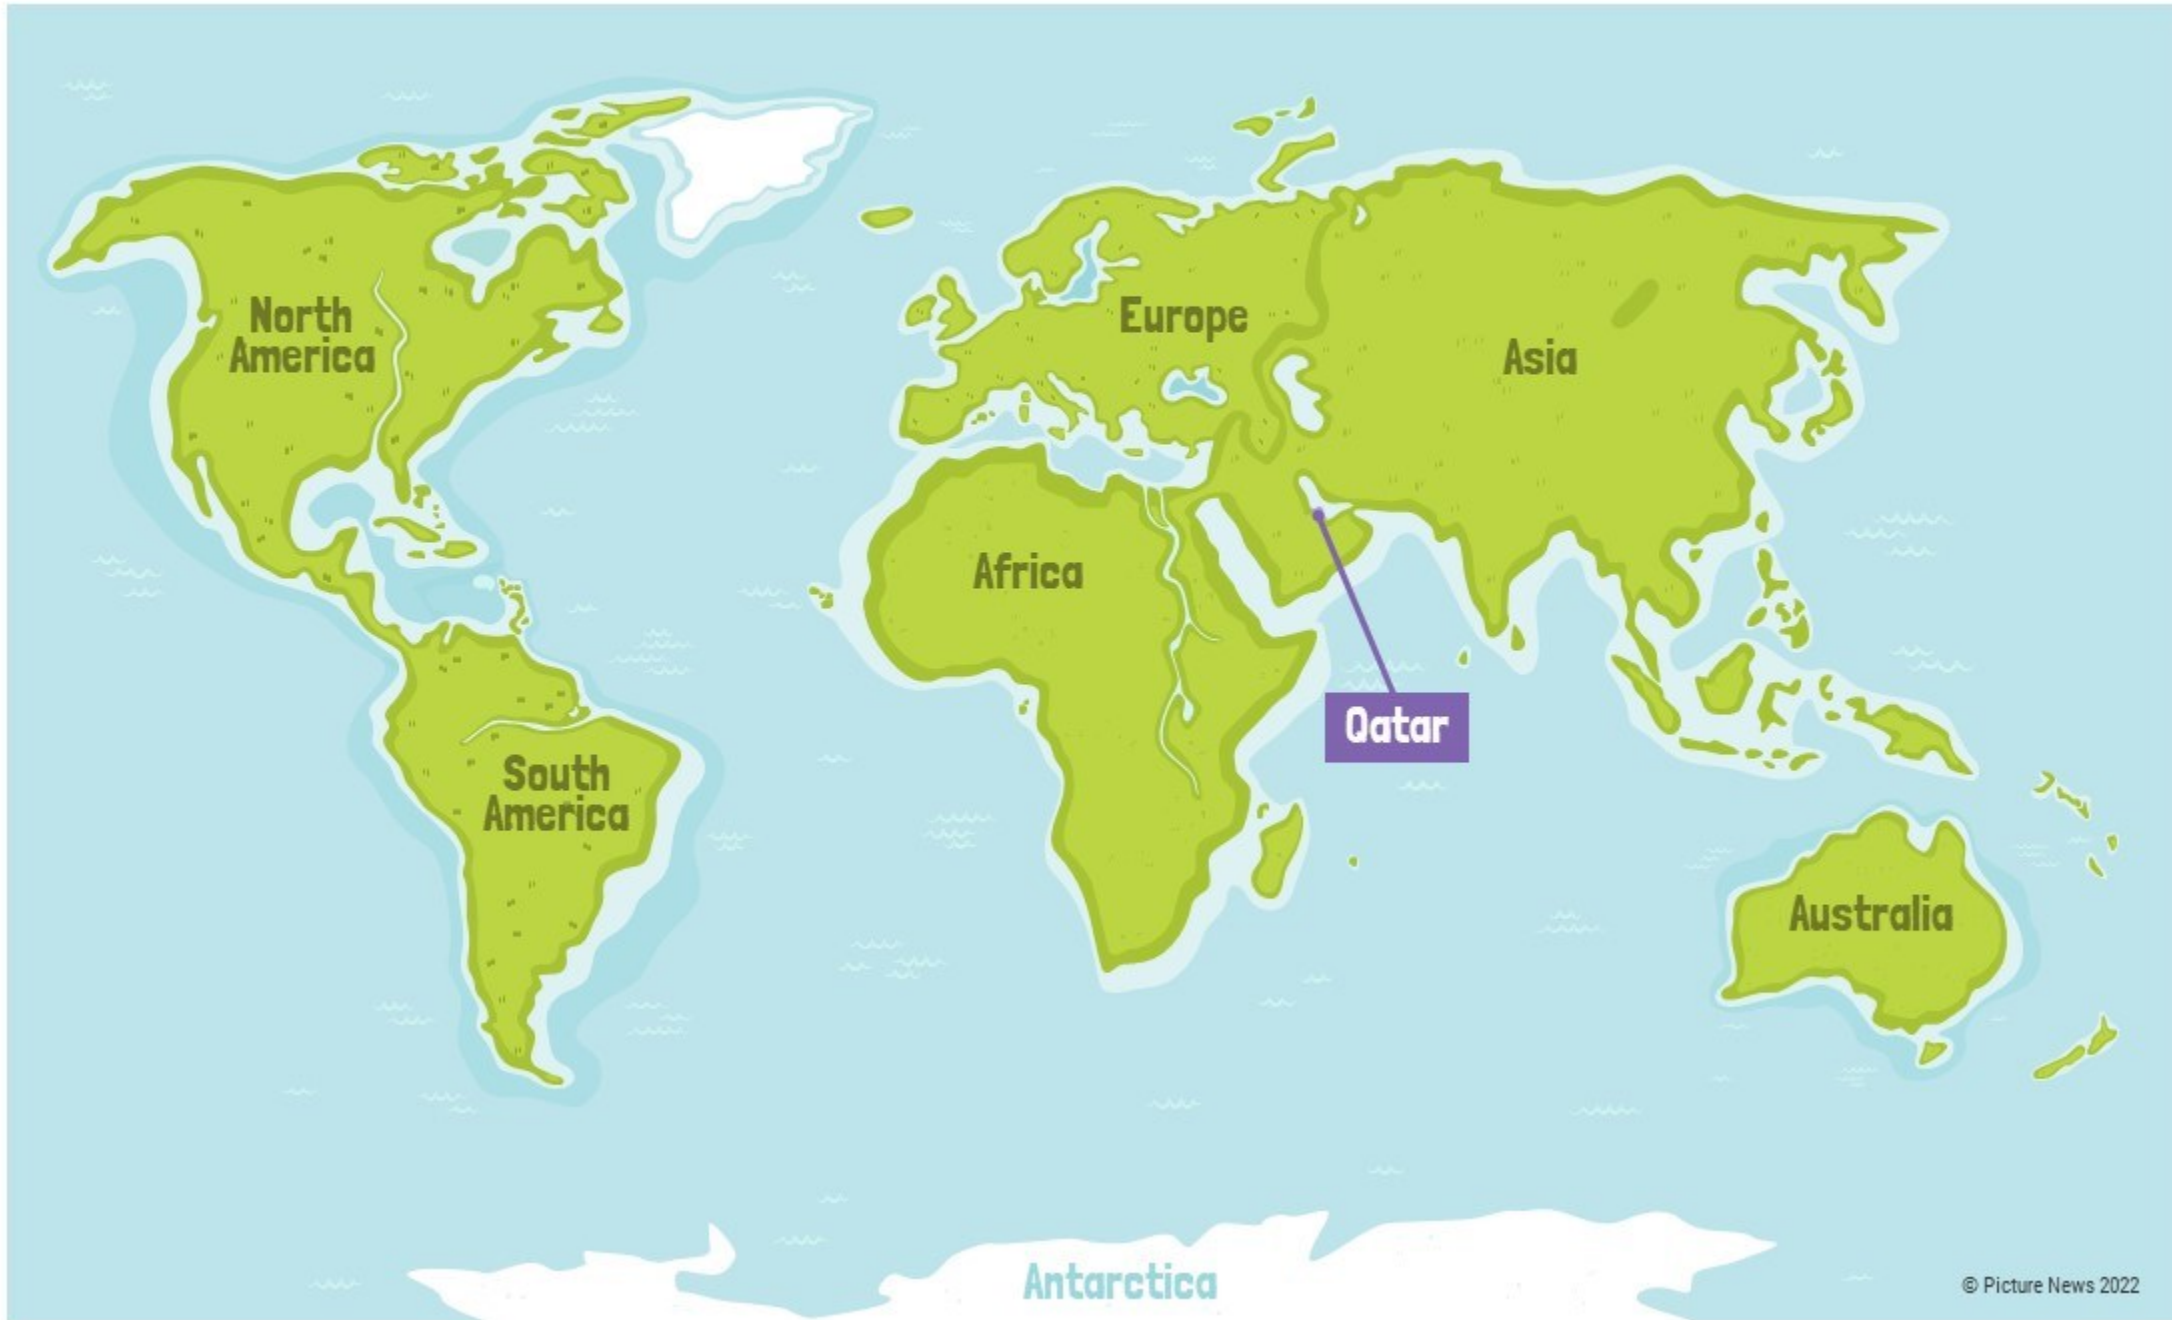 North
America
Europe
Asia
Africa
Qatar
South
America
Australia
Antarctica
© Picture News 2022